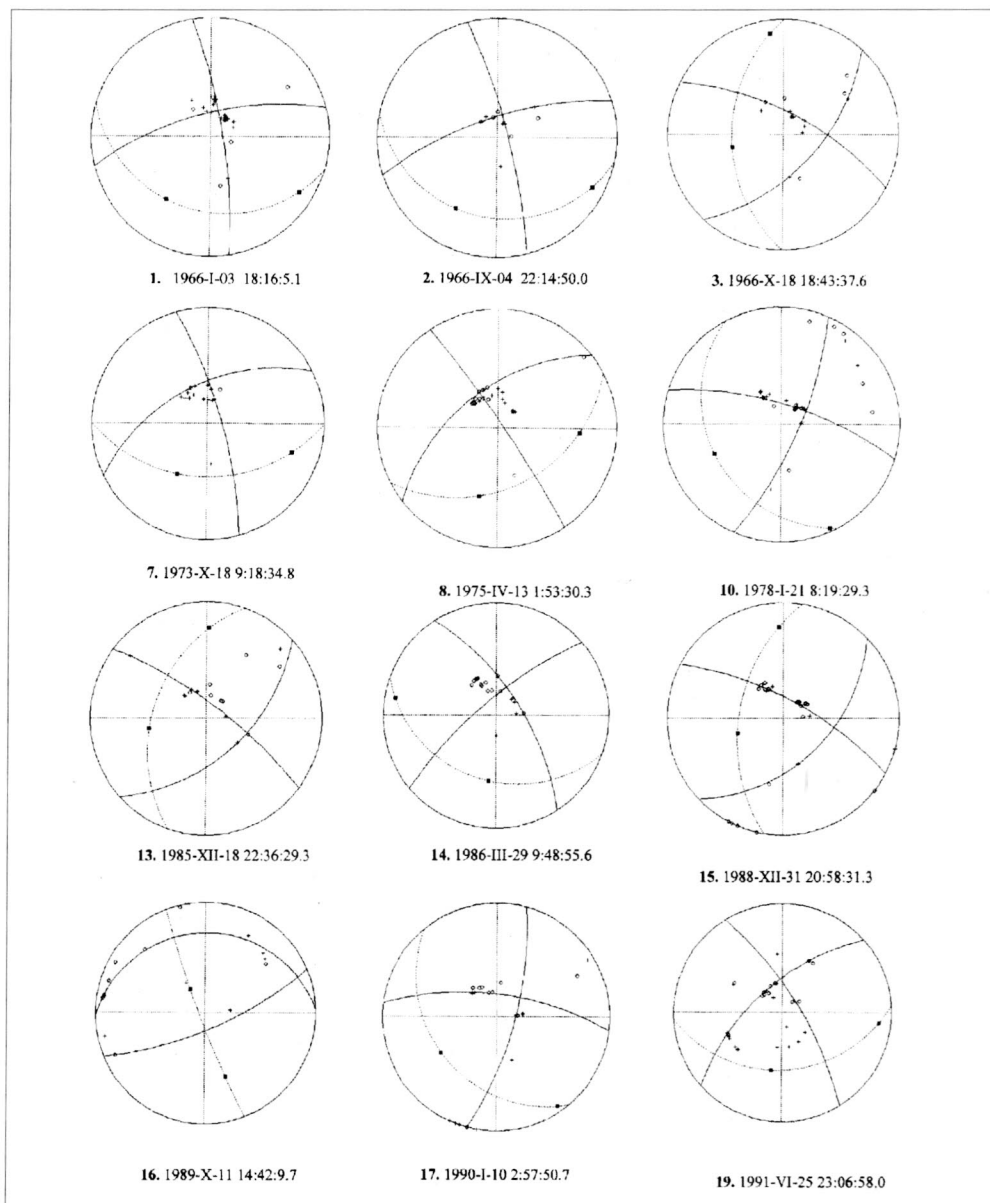 1. 1966-I-03 18:16:5.1
2. 1966-IX-04 22:14:50.0
3. 1966-X-18 18:43:37.6
7. 1973-X-18 9:18:34.8
8. 1975-IV-13 1:53:30.3
10. 1978-I-21 8:19:29.3
13. 1985-XII-18 22:36:29.3
14. 1986-III-29 9:48:55.6
15. 1988-XII-31 20:58:31.3
16. 1989-X-11 14:42:9.7
17. 1990-I-10 2:57:50.7
19. 1991-VI-25 23:06:58.0